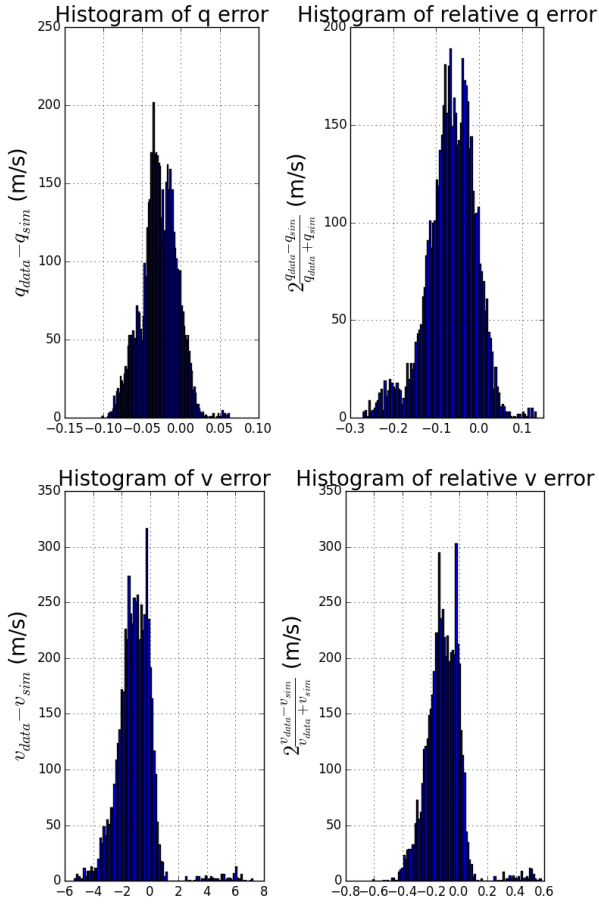 Histogram of q error
Histogram of relative q error
250
200
150
100
50
0
−0.15 −0.10 −0.05 0.00 0.05 0.10
q_data − q_sim (m/s)
200
150
100
50
0
−0.3 −0.2 −0.1 0.0 0.1
2 (q_data − q_sim)/(q_data + q_sim) (m/s)
Histogram of v error
Histogram of relative v error
350
300
250
200
150
100
50
0
−6 −4 −2 0 2 4 6 8
v_data − v_sim (m/s)
350
300
250
200
150
100
50
0
−0.8 −0.6 −0.4 −0.2 0.0 0.2 0.4 0.6
2 (v_data − v_sim)/(v_data + v_sim) (m/s)